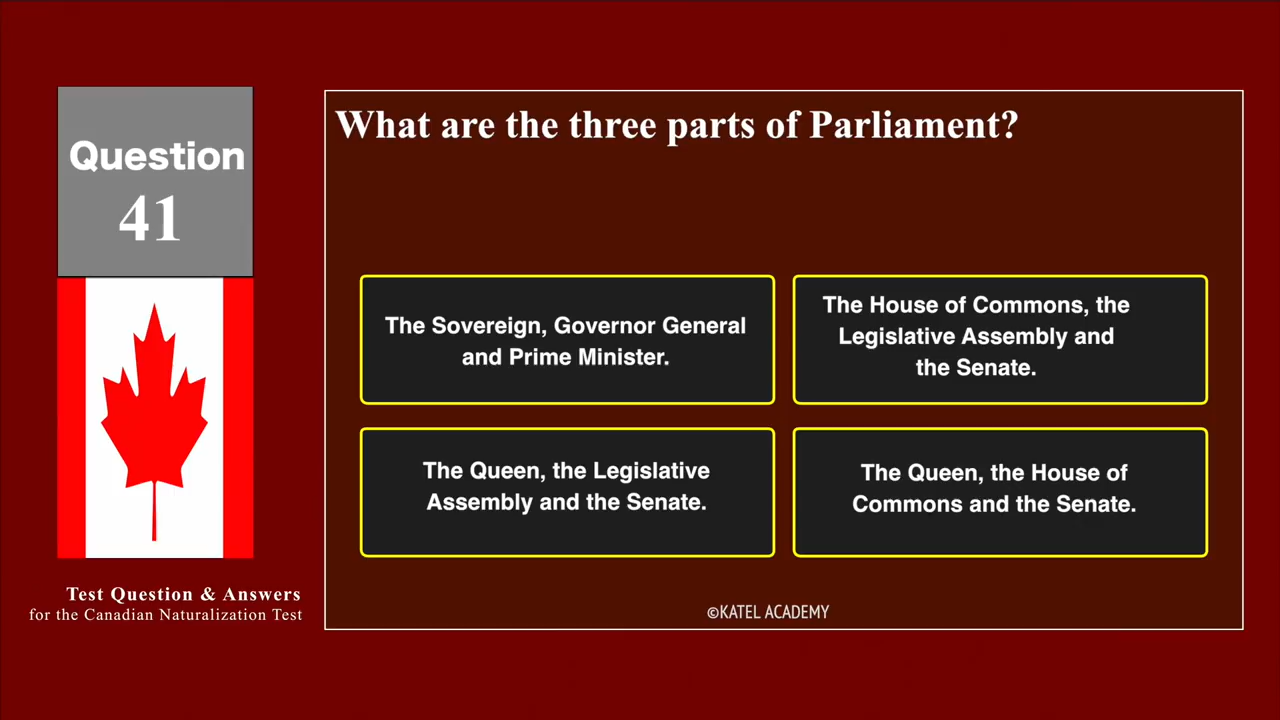 Question
41
Test Question & Answers
for the Canadian Naturalization Test
What are the three parts of Parliament?
The Sovereign, Governor General
and Prime Minister.
The House of Commons, the
Legislative Assembly and
the Senate.
The Queen, the Legislative
Assembly and the Senate.
The Queen, the House of
Commons and the Senate.
©KATEL ACADEMY